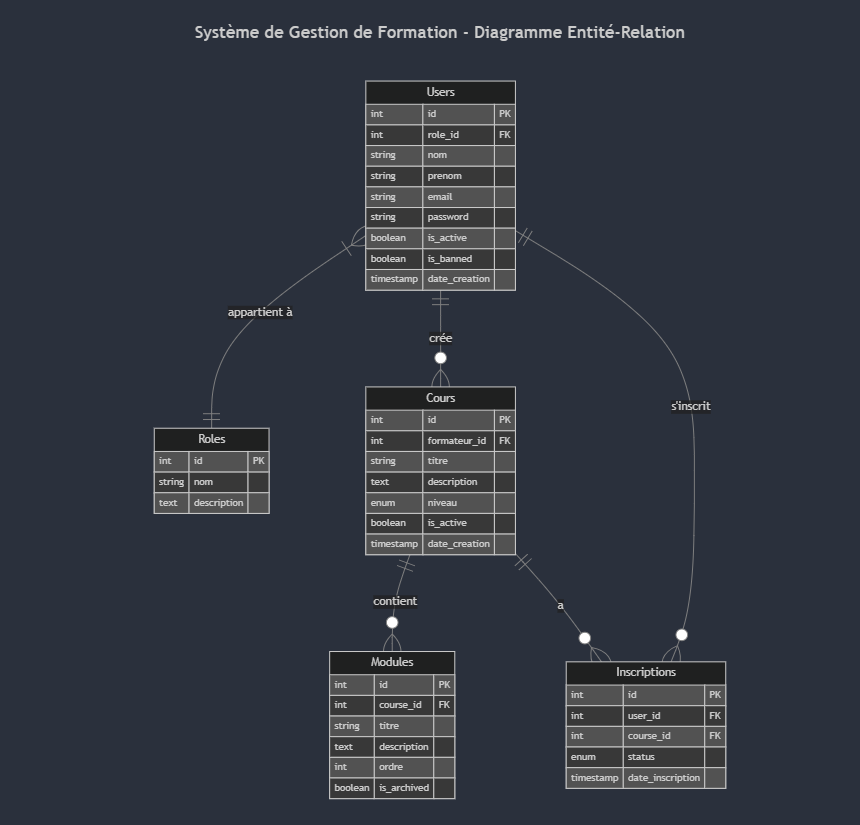 Système de Gestion de Formation - Diagramme Entité-Relation
Users
int id PK
int role_id FK
string nom
string prenom
string email
string password
boolean is_active
boolean is_banned
timestamp date_creation
appartient à
crée
s'inscrit
Cours
int id PK
int formateur_id FK
string titre
text description
enum niveau
boolean is_active
timestamp date_creation
Roles
int id PK
string nom
text description
contient
a
Modules
int id PK
int course_id FK
string titre
text description
int ordre
boolean is_archived
Inscriptions
int id PK
int user_id FK
int course_id FK
enum status
timestamp date_inscription